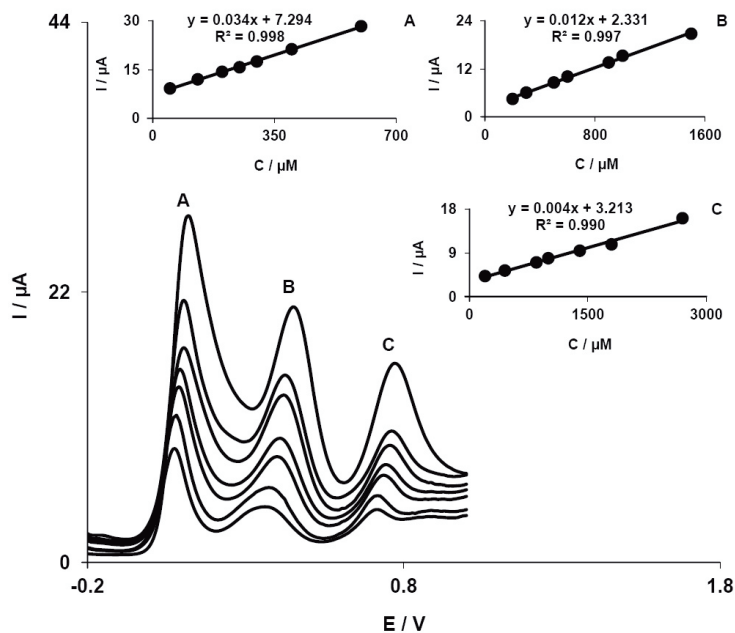 44
22
0
I / µA
-0.2
0.8
1.8
E / V
A
B
C
y = 0.034x + 7.294
R² = 0.998
A
30
15
0
I / µA
0
350
700
C / µM
y = 0.012x + 2.331
R² = 0.997
B
24
12
0
I / µA
0
800
1600
C / µM
y = 0.004x + 3.213
R² = 0.990
C
18
9
0
I / µA
0
1500
3000
C / µM